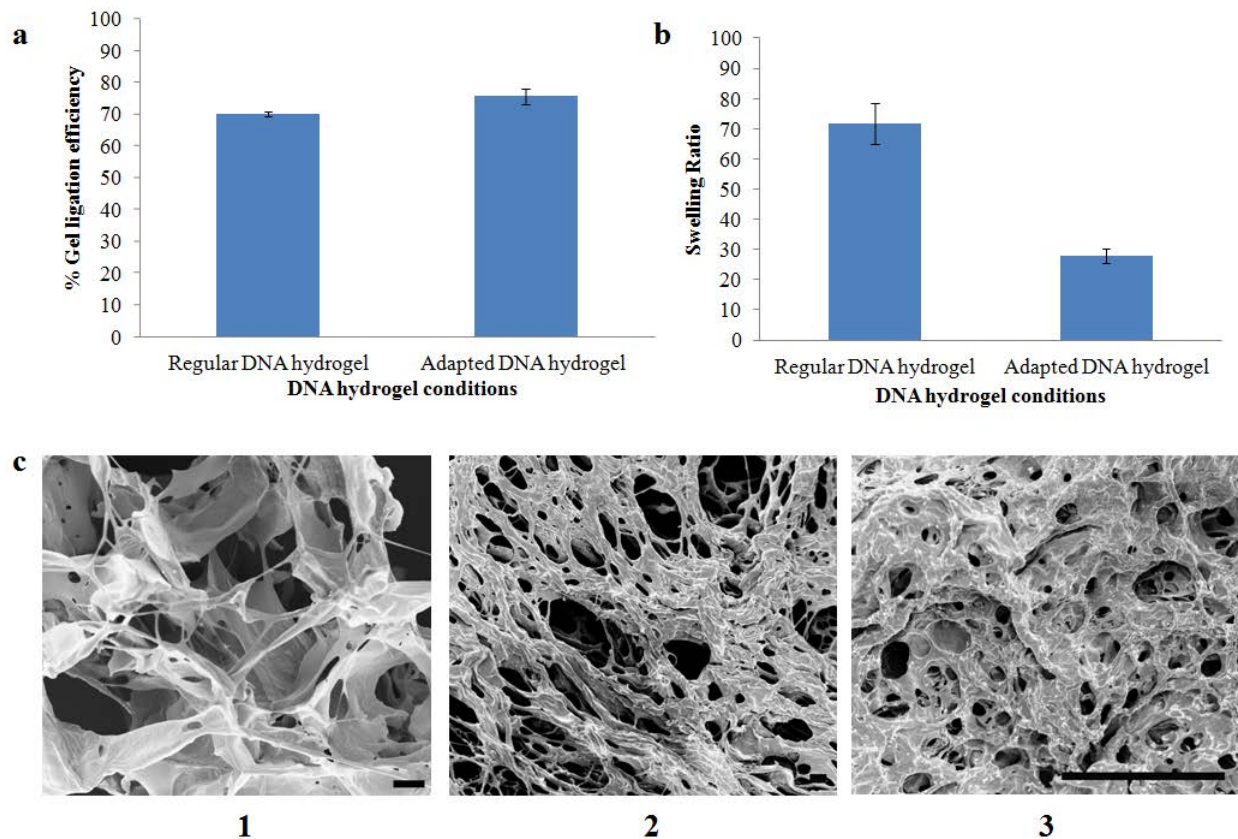 a
100
90
80
70
60
50
40
30
20
10
0
% Gel ligation efficiency
Regular DNA hydrogel
Adapted DNA hydrogel
DNA hydrogel conditions
b
100
90
80
70
60
50
40
30
20
10
0
Swelling Ratio
Regular DNA hydrogel
Adapted DNA hydrogel
DNA hydrogel conditions
c
1
2
3